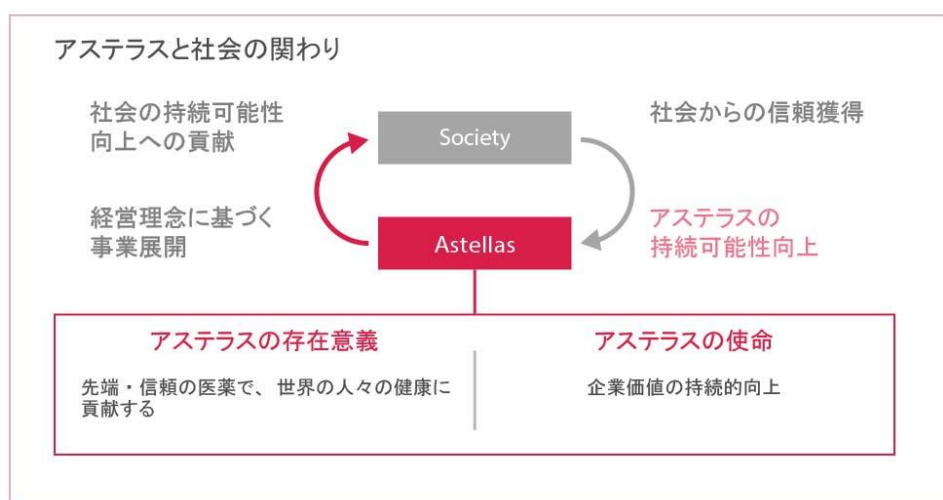 アステラスと社会の関わり
社会の持続可能性
向上への貢献
Society
社会からの信頼獲得
経営理念に基づく
事業展開
Astellas
アステラスの
持続可能性向上
アステラスの存在意義
先端・信頼の医薬で、世界の人々の健康に
貢献する
アステラスの使命
企業価値の持続的向上